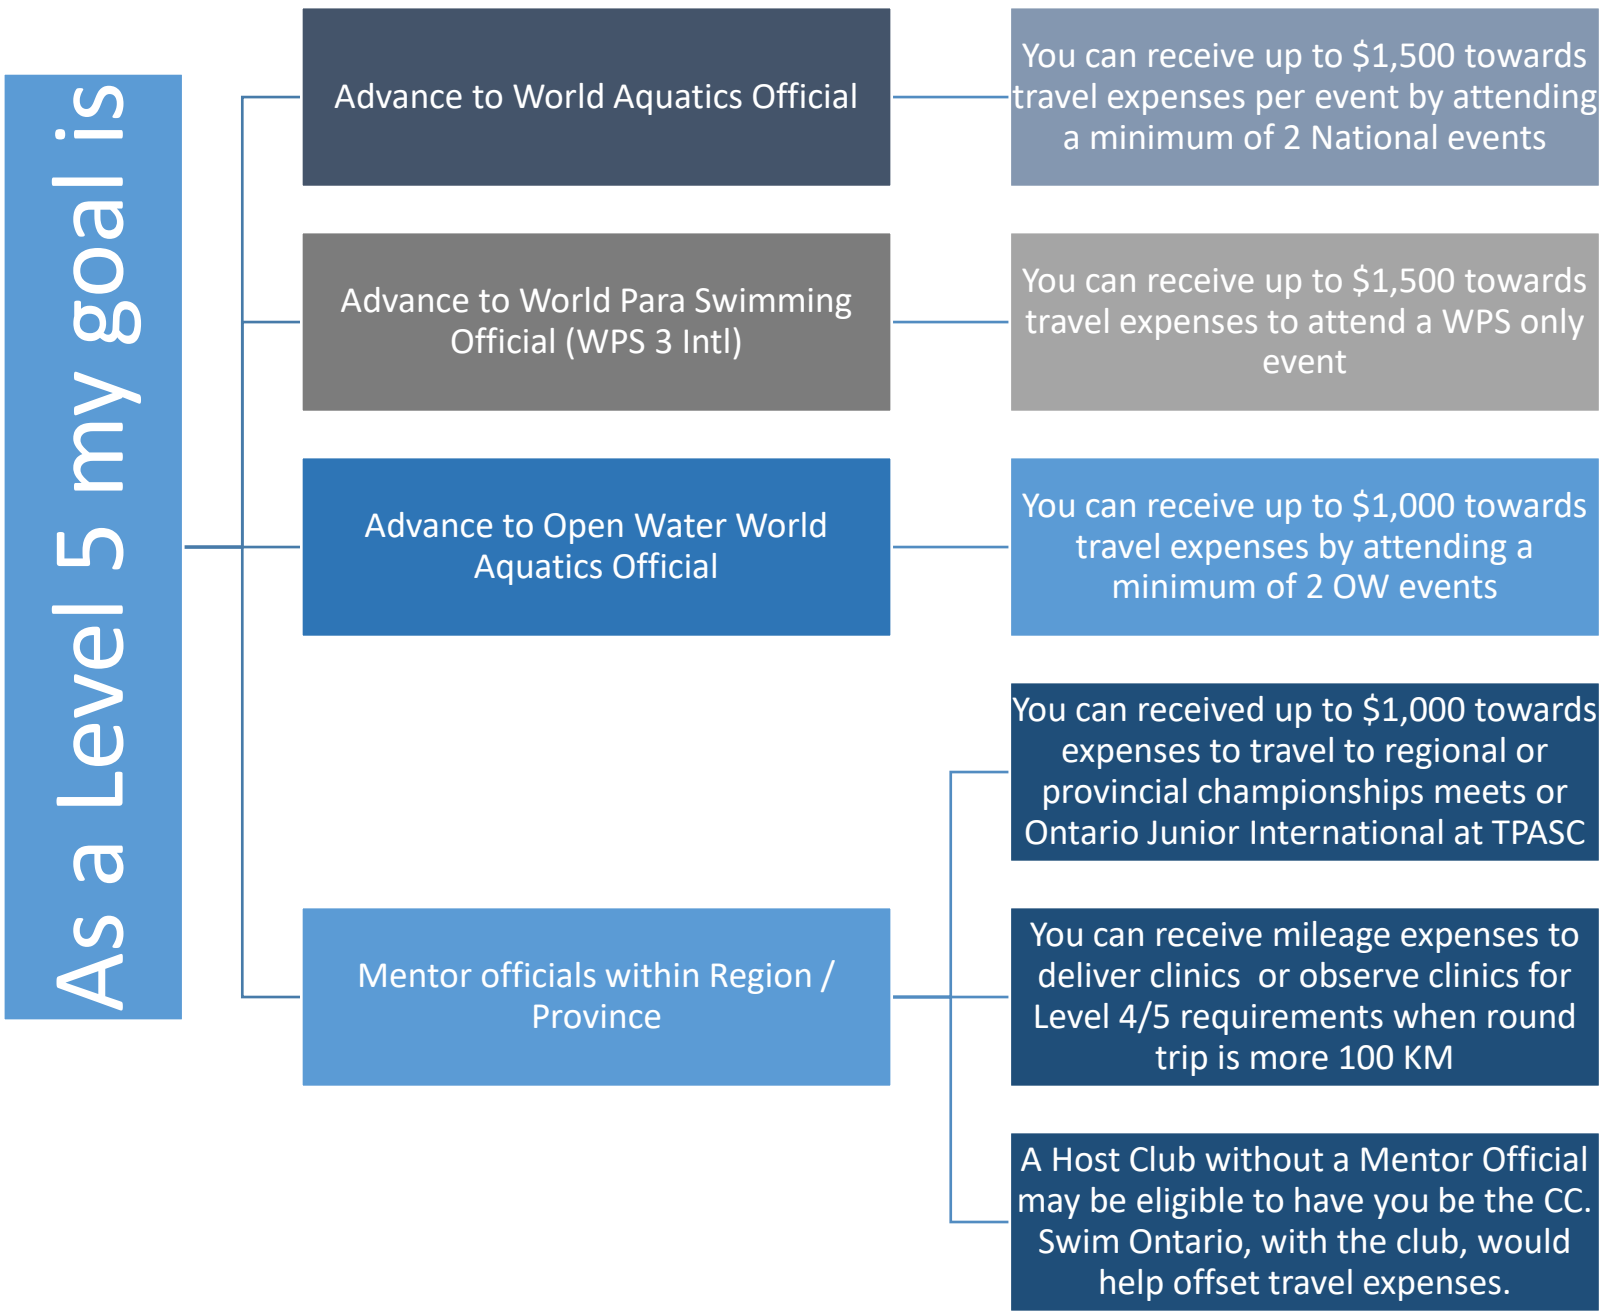 As a Level 5 my goal is
Advance to World Aquatics Official
You can receive up to $1,500 towards
travel expenses per event by attending
a minimum of 2 National events
Advance to World Para Swimming
Official (WPS 3 Intl)
You can receive up to $1,500 towards
travel expenses to attend a WPS only
event
Advance to Open Water World
Aquatics Official
You can receive up to $1,000 towards
travel expenses by attending a
minimum of 2 OW events
Mentor officials within Region /
Province
You can received up to $1,000 towards
expenses to travel to regional or
provincial championships meets or
Ontario Junior International at TPASC
You can receive mileage expenses to
deliver clinics  or observe clinics for
Level 4/5 requirements when round
trip is more 100 KM
A Host Club without a Mentor Official
may be eligible to have you be the CC.
Swim Ontario, with the club, would
help offset travel expenses.